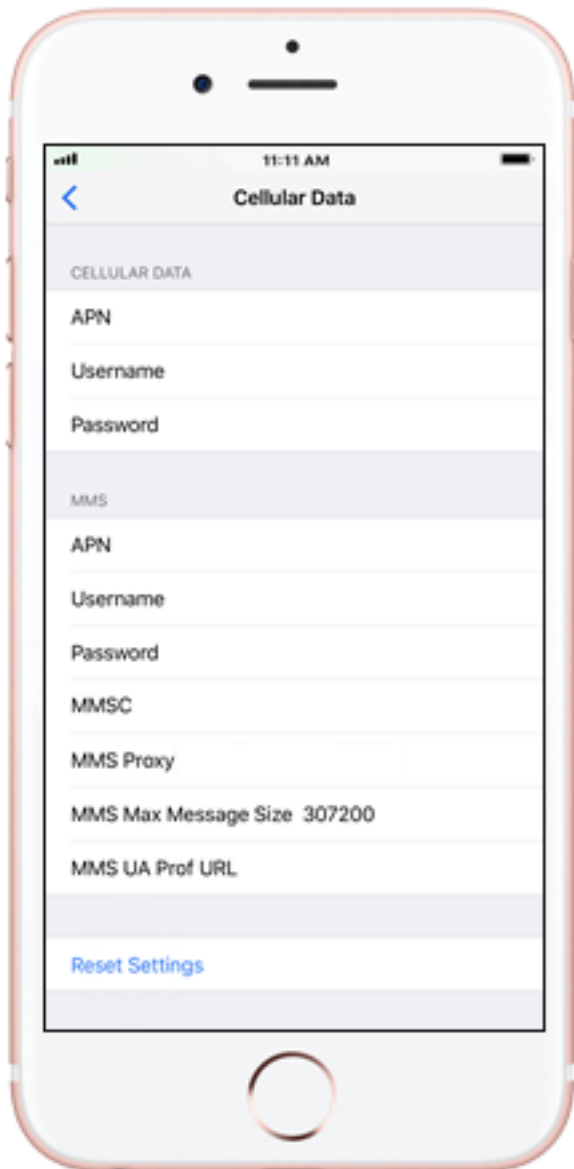 11:11 AM
Cellular Data
CELLULAR DATA
APN
Username
Password
MMS
APN
Username
Password
MMSC
MMS Proxy
MMS Max Message Size 307200
MMS UA Prof URL
Reset Settings